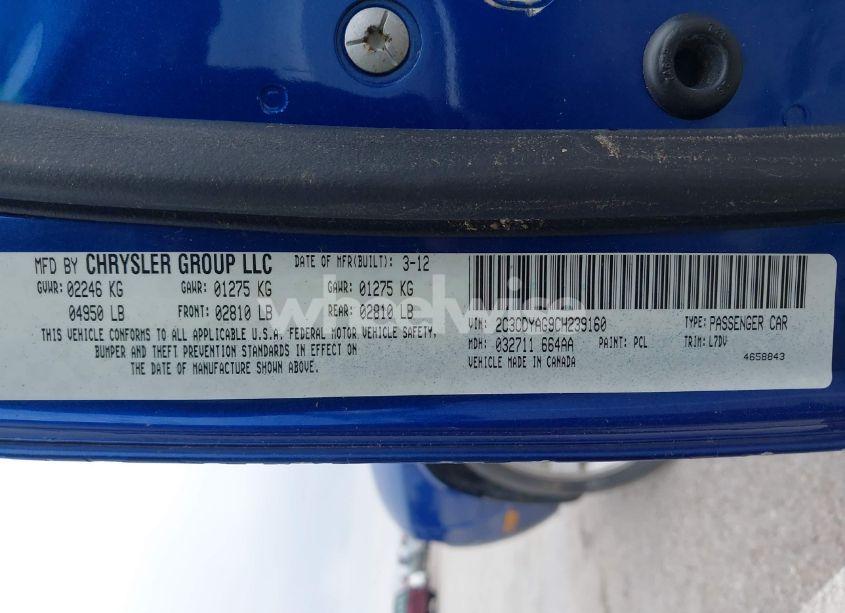 MFD BY CHRYSLER GROUP LLC DATE OF MFR(BUILT): 3-12
GVWR: 02246 KG GAWR: 01275 KG GAWR: 01275 KG
04950 LB FRONT: 02810 LB REAR: 02810 LB
THIS VEHICLE CONFORMS TO ALL APPLICABLE U.S.A. FEDERAL MOTOR VEHICLE SAFETY,
BUMPER AND THEFT PREVENTION STANDARDS IN EFFECT ON
THE DATE OF MANUFACTURE SHOWN ABOVE.
VIN: 2C3CDYAG9CH239160 TYPE: PASSENGER CAR
MDH: 032711 664AA PAINT: PCL TRIM: L7DV
VEHICLE MADE IN CANADA 4658843
wheelwise